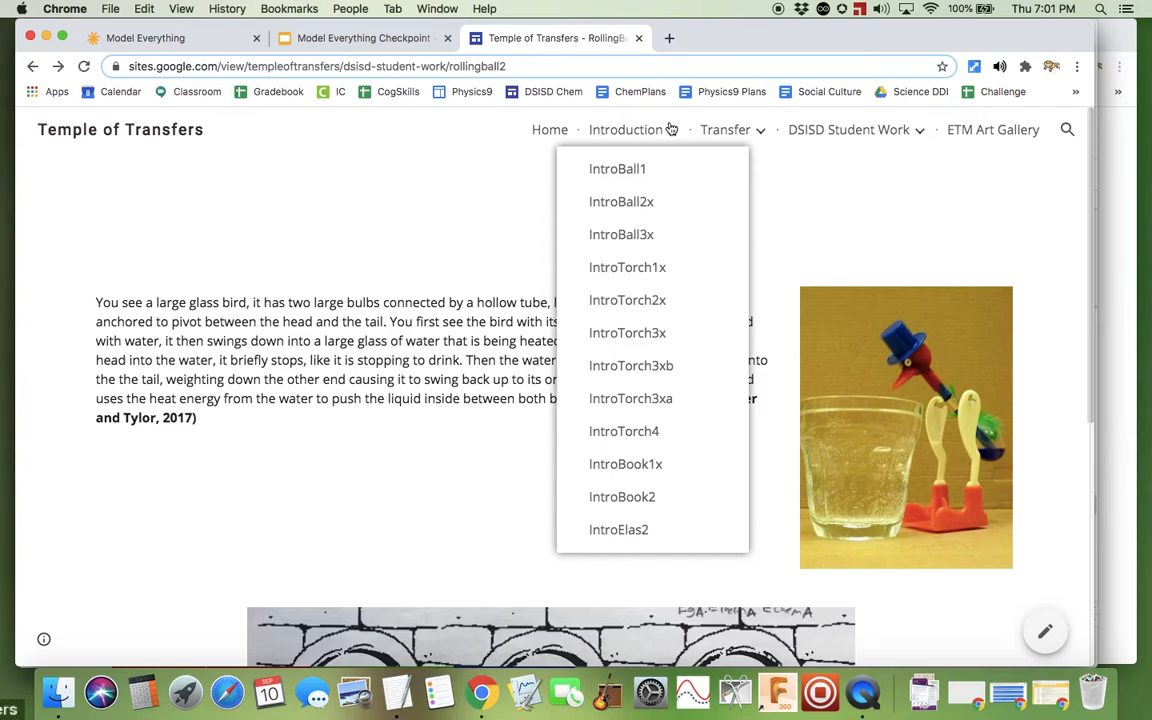 Chrome File Edit View History Bookmarks People Tab Window Help 100% Thu 7:01 PM
Model Everything Model Everything Checkpoint - Temple of Transfers - RollingBa
sites.google.com/view/templeoftransfers/dsisd-student-work/rollingball2
Apps Calendar Classroom Gradebook IC CogSkills Physics9 DSISD Chem ChemPlans Physics9 Plans Social Culture Science DDI Challenge » »
Temple of Transfers Home · Introduction · Transfer · DSISD Student Work · ETM Art Gallery
IntroBall1
IntroBall2x
IntroBall3x
IntroTorch1x
IntroTorch2x
IntroTorch3x
IntroTorch3xb
IntroTorch3xa
IntroTorch4
IntroBook1x
IntroBook2
IntroElas2
You see a large glass bird, it has two large bulbs connected by a hollow tube,
anchored to pivot between the head and the tail. You first see the bird with its
with water, it then swings down into a large glass of water that is being heated
head into the water, it briefly stops, like it is stopping to drink. Then the water into
the the tail, weighting down the other end causing it to swing back up to its
uses the heat energy from the water to push the liquid inside between both
and Tylor, 2017)
10
F
360